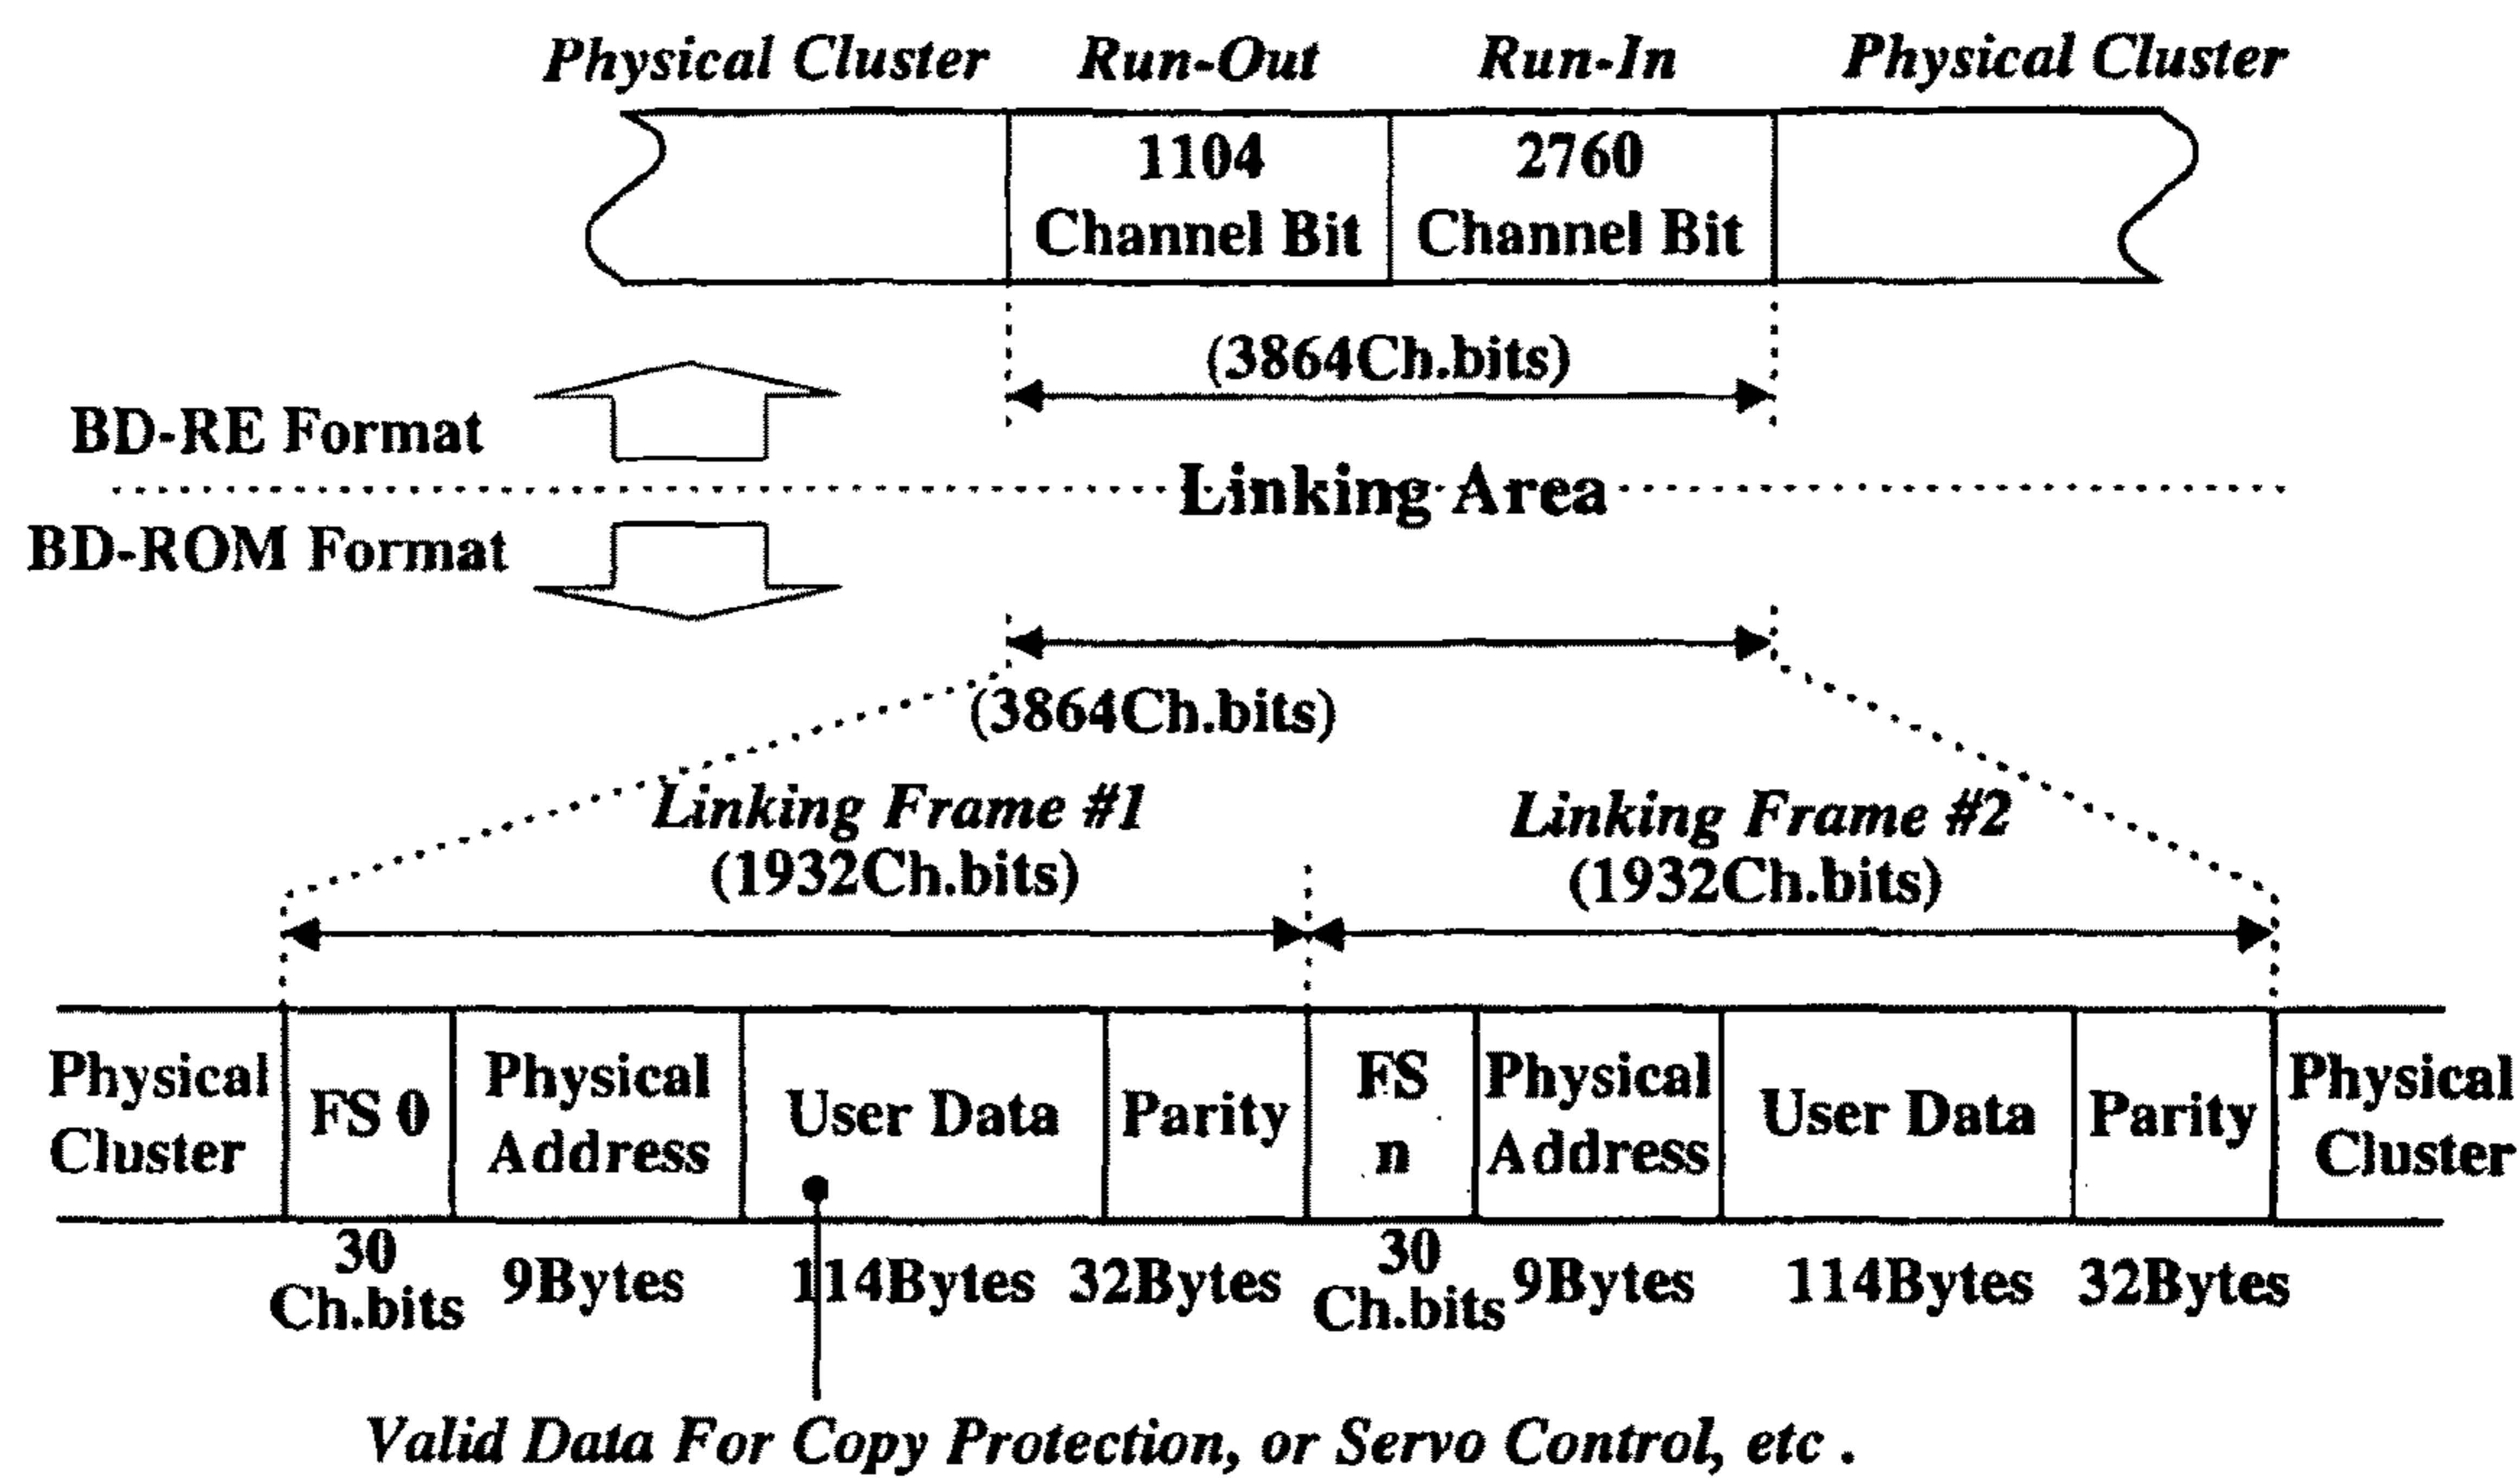 Physical Cluster Run-Out Run-In Physical Cluster
1104 2760
Channel Bit Channel Bit
(3864Ch.bits)
BD-RE Format
Linking Area
BD-ROM Format
(3864Ch.bits)
Linking Frame #1 Linking Frame #2
(1932Ch.bits) (1932Ch.bits)
Physical Cluster
FS 0
Physical Address
User Data
Parity
FS n
Physical Address
User Data
Parity
Physical Cluster
30 Ch.bits
9Bytes
114Bytes
32Bytes
30 Ch.bits
9Bytes
114Bytes
32Bytes
Valid Data For Copy Protection, or Servo Control, etc .